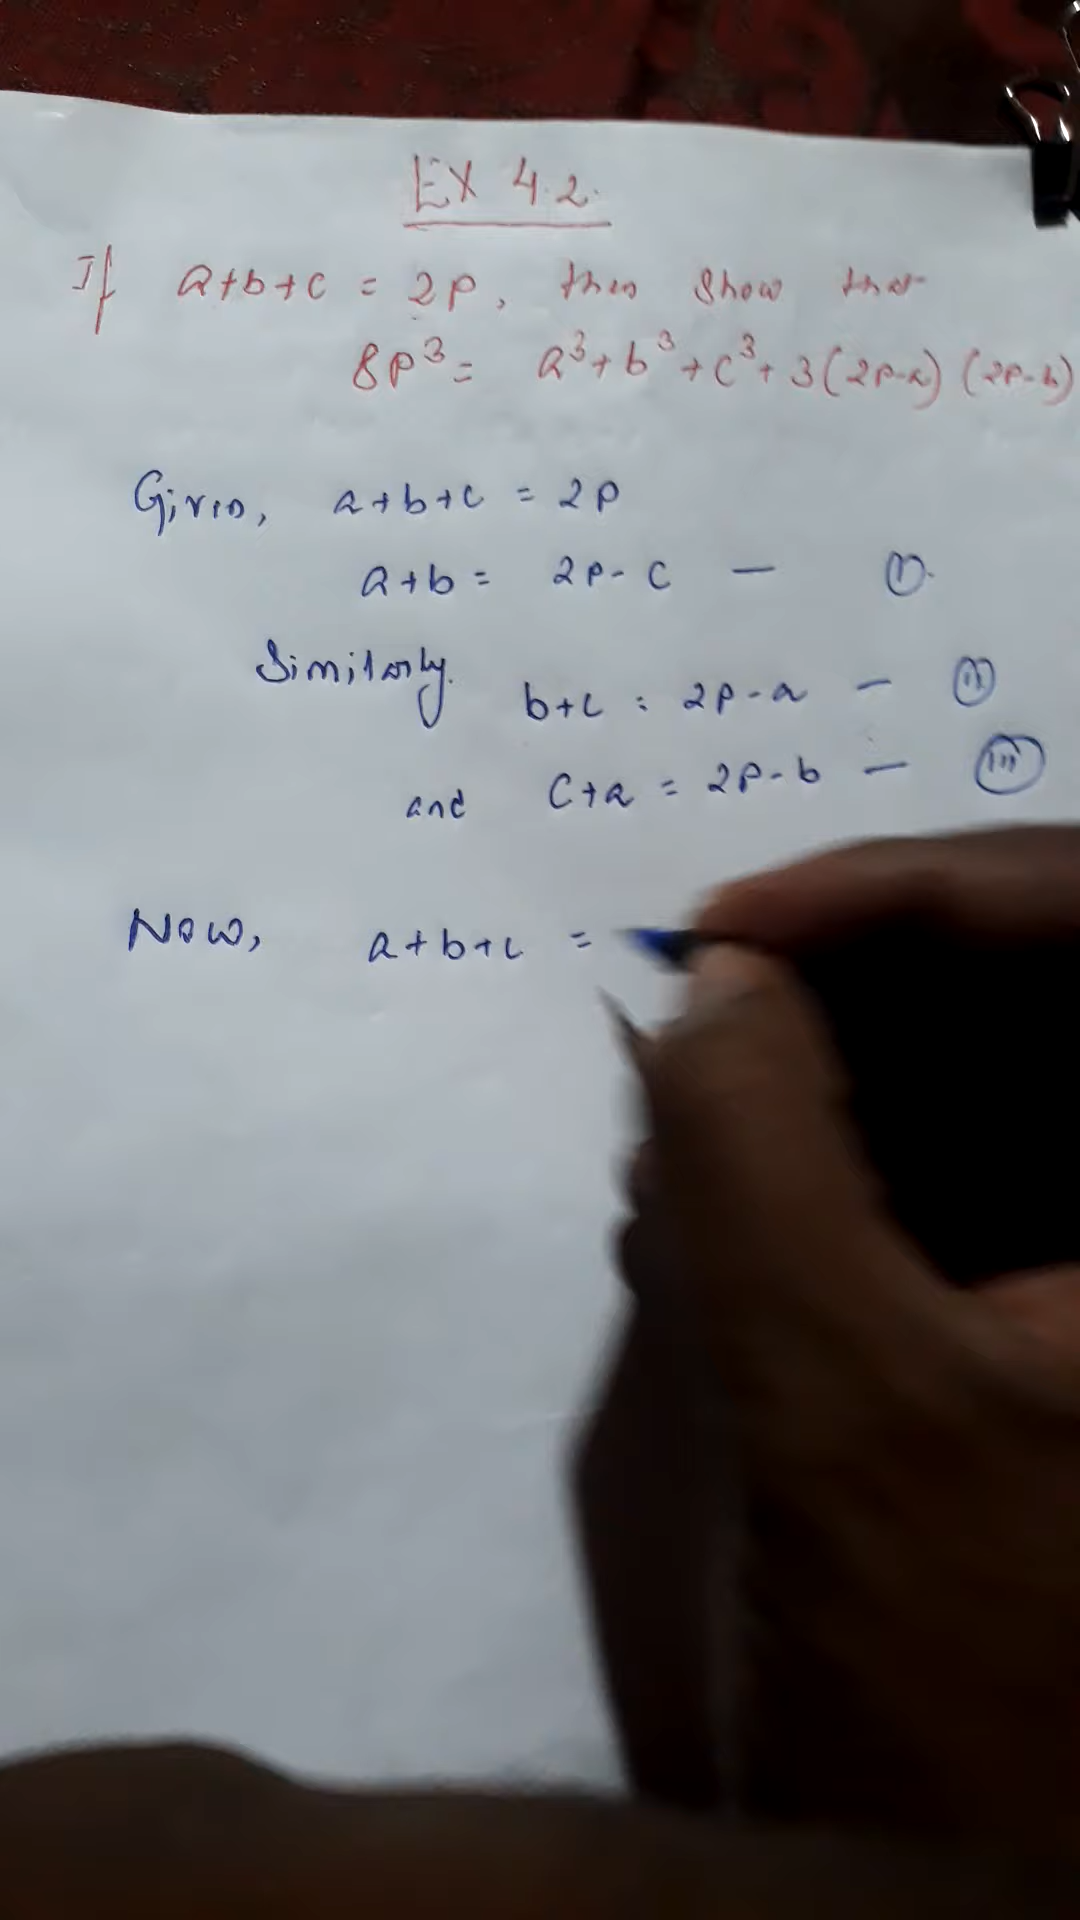 EX 4.2.
If a+b+c = 2p, then show that
8p³ = a³+b³+c³+3(2p-a)(2p-b)
Given, a+b+c = 2p
a+b = 2p-c — (i).
Similarly.
b+c = 2p-a — (ii)
and c+a = 2p-b — (iii)
Now, a+b+c =